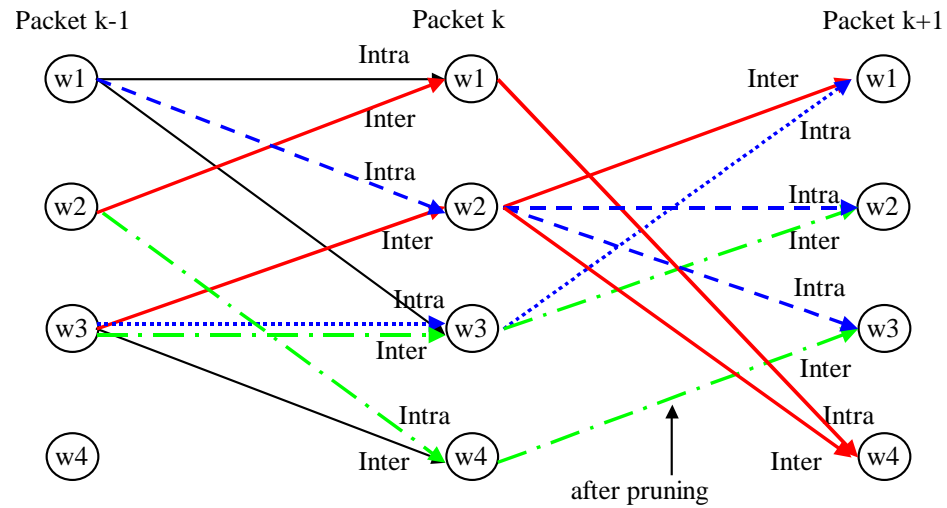 Packet k-1 Packet k Packet k+1
Intra
w1 w1 Inter w1
Inter Intra
Intra Intra
w2 w2 w2
Inter Inter
Intra Intra
w3 w3 w3
Inter Inter
Intra Intra
w4 Inter w4 Inter w4
after pruning